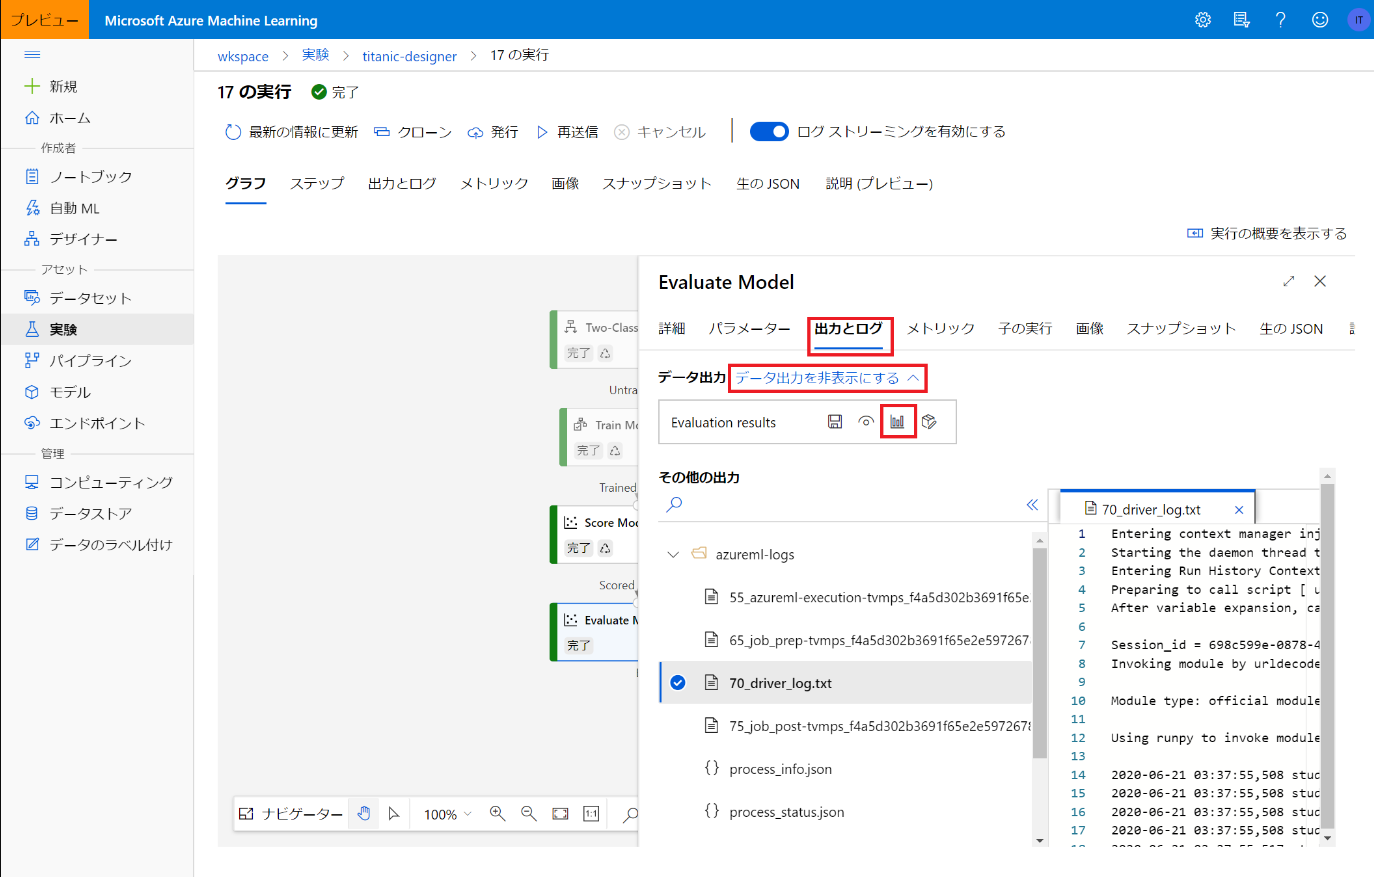 プレビュー
Microsoft Azure Machine Learning
IT
新規
ホーム
作成者
ノートブック
自動 ML
デザイナー
アセット
データセット
実験
パイプライン
モデル
エンドポイント
管理
コンピューティング
データストア
データのラベル付け
wkspace > 実験 > titanic-designer > 17 の実行
17 の実行 完了
最新の情報に更新 クローン 発行 再送信 キャンセル ログ ストリーミングを有効にする
グラフ ステップ 出力とログ メトリック 画像 スナップショット 生の JSON 説明 (プレビュー)
実行の概要を表示する
Two-Clas
完了
Untra
Train Mo
完了
Trained
Score Mod
完了
Scored
Evaluate M
完了
ナビゲーター 100% 1:1
Evaluate Model
詳細 パラメーター 出力とログ メトリック 子の実行 画像 スナップショット 生の JSON
データ出力 データ出力を非表示にする
Evaluation results
その他の出力
azureml-logs
55_azureml-execution-tvmps_f4a5d302b3691f65e.
65_job_prep-tvmps_f4a5d302b3691f65e2e597267
70_driver_log.txt
75_job_post-tvmps_f4a5d302b3691f65e2e5972678
process_info.json
process_status.json
70_driver_log.txt
1 Entering context manager inj
2 Starting the daemon thread t
3 Entering Run History Context
4 Preparing to call script [ u
5 After variable expansion, ca
6
7 Session_id = 698c599e-0878-4
8 Invoking module by urldecode
9
10 Module type: official module
11
12 Using runpy to invoke module
13
14 2020-06-21 03:37:55,508 stud
15 2020-06-21 03:37:55,508 stud
16 2020-06-21 03:37:55,508 stud
17 2020-06-21 03:37:55,508 stud
18 2020-06-21 03:37:55,517